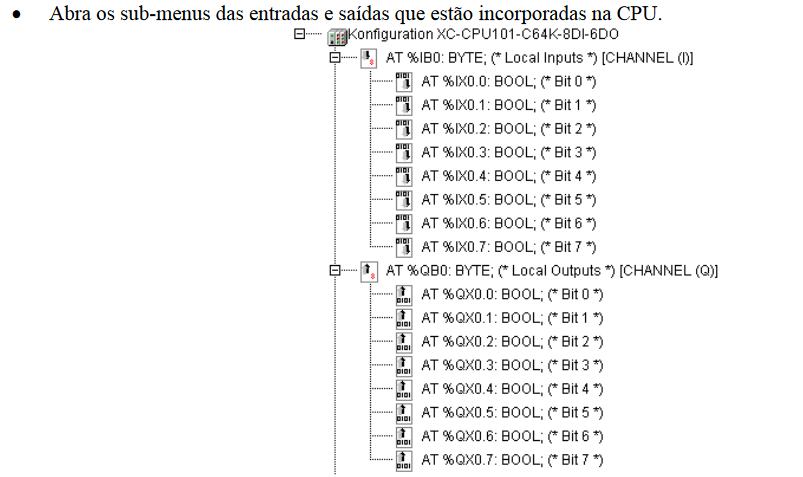 • Abra os sub-menus das entradas e saídas que estão incorporadas na CPU.
Konfiguration XC-CPU101-C64K-8DI-6DO
AT %IB0: BYTE; (* Local Inputs *) [CHANNEL (I)]
AT %IX0.0: BOOL; (* Bit 0 *)
AT %IX0.1: BOOL; (* Bit 1 *)
AT %IX0.2: BOOL; (* Bit 2 *)
AT %IX0.3: BOOL; (* Bit 3 *)
AT %IX0.4: BOOL; (* Bit 4 *)
AT %IX0.5: BOOL; (* Bit 5 *)
AT %IX0.6: BOOL; (* Bit 6 *)
AT %IX0.7: BOOL; (* Bit 7 *)
AT %QB0: BYTE; (* Local Outputs *) [CHANNEL (Q)]
AT %QX0.0: BOOL; (* Bit 0 *)
AT %QX0.1: BOOL; (* Bit 1 *)
AT %QX0.2: BOOL; (* Bit 2 *)
AT %QX0.3: BOOL; (* Bit 3 *)
AT %QX0.4: BOOL; (* Bit 4 *)
AT %QX0.5: BOOL; (* Bit 5 *)
AT %QX0.6: BOOL; (* Bit 6 *)
AT %QX0.7: BOOL; (* Bit 7 *)